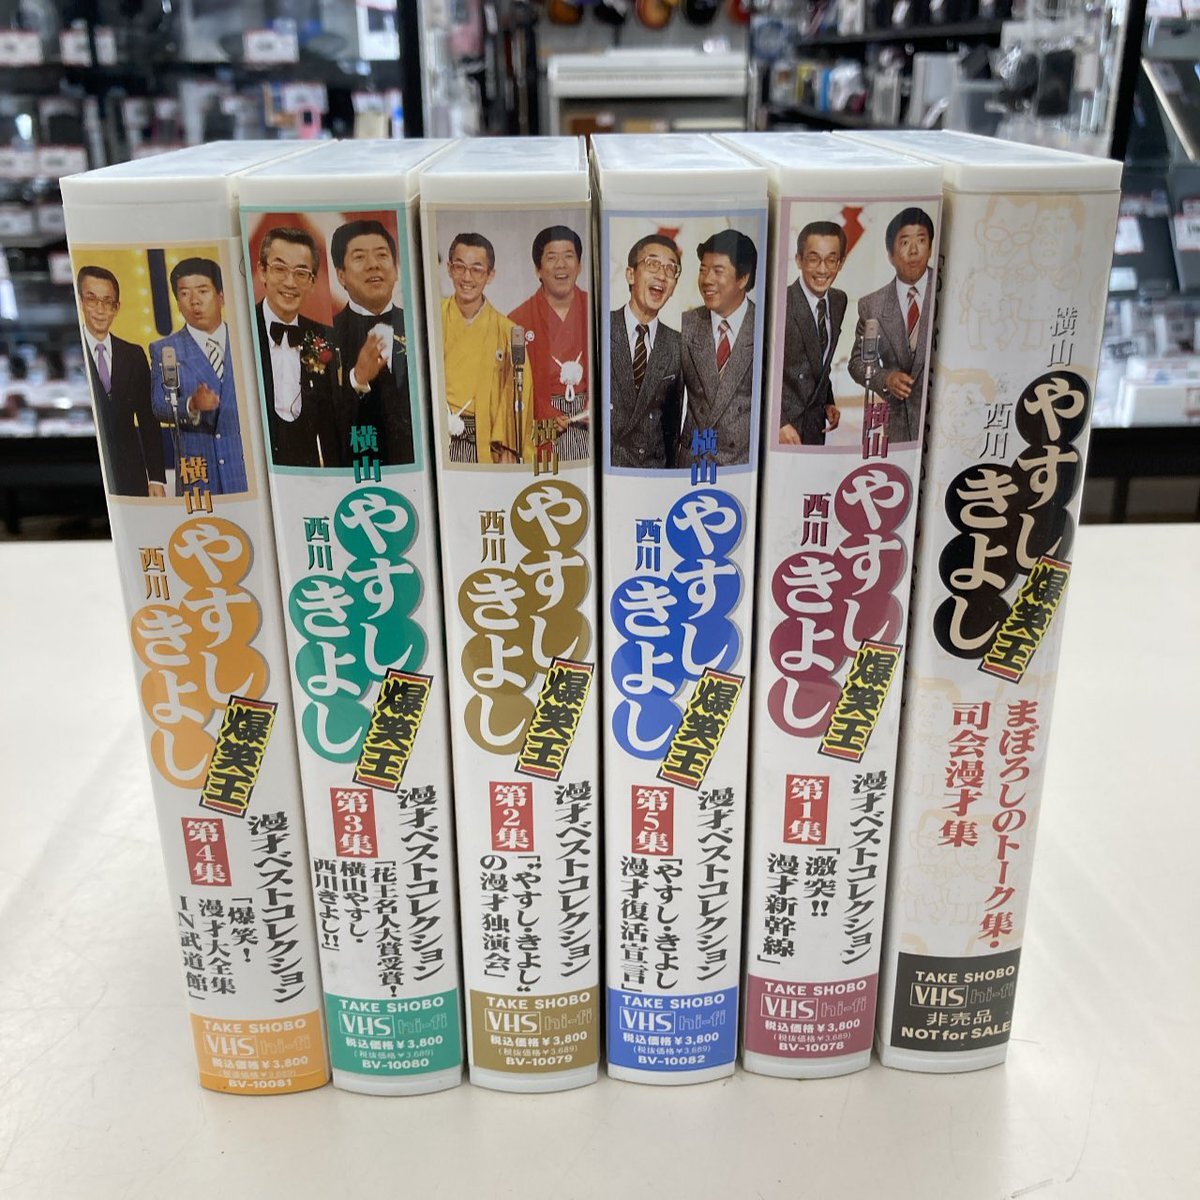 横山
やすし
西川
きよし
爆笑王
漫才ベストコレクション
第4集
「爆笑!
漫才大全集
IN武道館」
TAKE SHOBO
VHS hi-fi
税込価格¥3,800
(税抜価格¥3,689)
BV-10081
横山
やすし
西川
きよし
爆笑王
漫才ベストコレクション
第3集
「花王名人大賞受賞!
横山やすし・
西川きよし!!」
TAKE SHOBO
VHS hi-fi
税込価格¥3,800
(税抜価格¥3,689)
BV-10080
横山
やすし
西川
きよし
爆笑王
漫才ベストコレクション
第2集
「"やすし・きよし"
の漫才独演会」
TAKE SHOBO
VHS hi-fi
税込価格¥3,800
(税抜価格¥3,689)
BV-10079
横山
やすし
西川
きよし
爆笑王
漫才ベストコレクション
第5集
「やすし・きよし
漫才復活宣言」
TAKE SHOBO
VHS hi-fi
税込価格¥3,800
(税抜価格¥3,689)
BV-10082
横山
やすし
西川
きよし
爆笑王
漫才ベストコレクション
第1集
「激突!!
漫才新幹線」
TAKE SHOBO
VHS hi-fi
税込価格¥3,800
(税抜価格¥3,689)
BV-10078
横山
やすし
西川
きよし
爆笑王
まぼろしのトーク集・
司会漫才集
TAKE SHOBO
VHS hi-fi
非売品
NOT for SALE